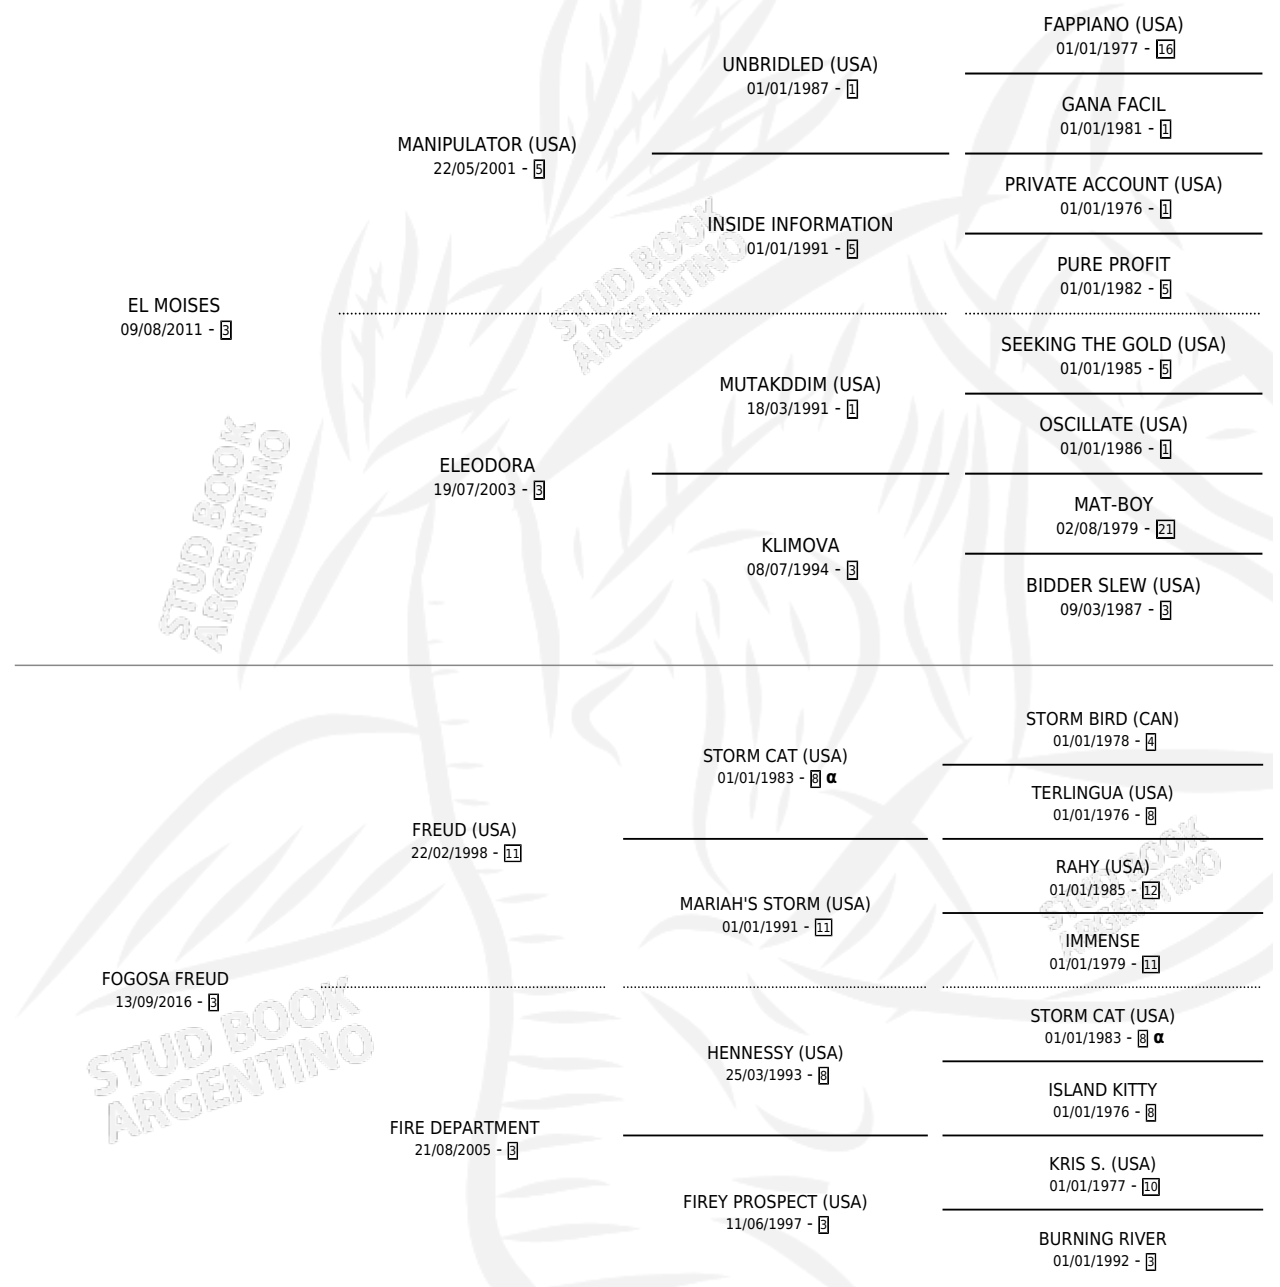 FAPPIANO (USA)
01/01/1977 - 16
UNBRIDLED (USA)
01/01/1987 - 1
GANA FACIL
01/01/1981 - 1
MANIPULATOR (USA)
22/05/2001 - 5
PRIVATE ACCOUNT (USA)
01/01/1976 - 1
INSIDE INFORMATION
01/01/1991 - 5
PURE PROFIT
01/01/1982 - 5
EL MOISES
09/08/2011 - 3
SEEKING THE GOLD (USA)
01/01/1985 - 5
MUTAKDDIM (USA)
18/03/1991 - 1
OSCILLATE (USA)
01/01/1986 - 1
ELEODORA
19/07/2003 - 3
MAT-BOY
02/08/1979 - 21
KLIMOVA
08/07/1994 - 3
BIDDER SLEW (USA)
09/03/1987 - 3
STORM BIRD (CAN)
01/01/1978 - 4
STORM CAT (USA)
01/01/1983 - 8 α
TERLINGUA (USA)
01/01/1976 - 8
FREUD (USA)
22/02/1998 - 11
RAHY (USA)
01/01/1985 - 12
MARIAH'S STORM (USA)
01/01/1991 - 11
IMMENSE
01/01/1979 - 11
FOGOSA FREUD
13/09/2016 - 3
STORM CAT (USA)
01/01/1983 - 8 α
HENNESSY (USA)
25/03/1993 - 8
ISLAND KITTY
01/01/1976 - 8
FIRE DEPARTMENT
21/08/2005 - 3
KRIS S. (USA)
01/01/1977 - 10
FIREY PROSPECT (USA)
11/06/1997 - 3
BURNING RIVER
01/01/1992 - 3
STUD BOOK
ARGENTINO
STUD BOOK
ARGENTINO
STUD BOOK
ARGENTINO
STUD BOOK
ARGENTINO